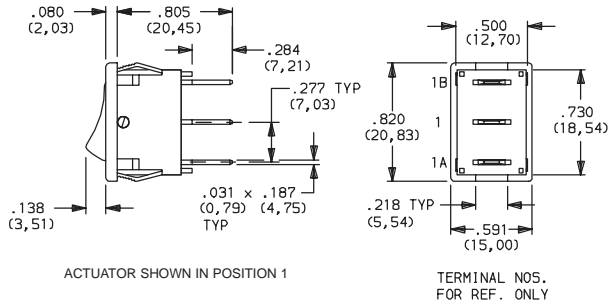 .080
(2,03)
.805
(20,45)
.284
(7,21)
.277 TYP
(7,03)
.031 x .187
(0,79) (4,75)
TYP
.138
(3,51)
ACTUATOR SHOWN IN POSITION 1
.500
(12,70)
1B
1
1A
.820
(20,83)
.730
(18,54)
.218 TYP
(5,54)
.591
(15,00)
TERMINAL NOS.
FOR REF. ONLY